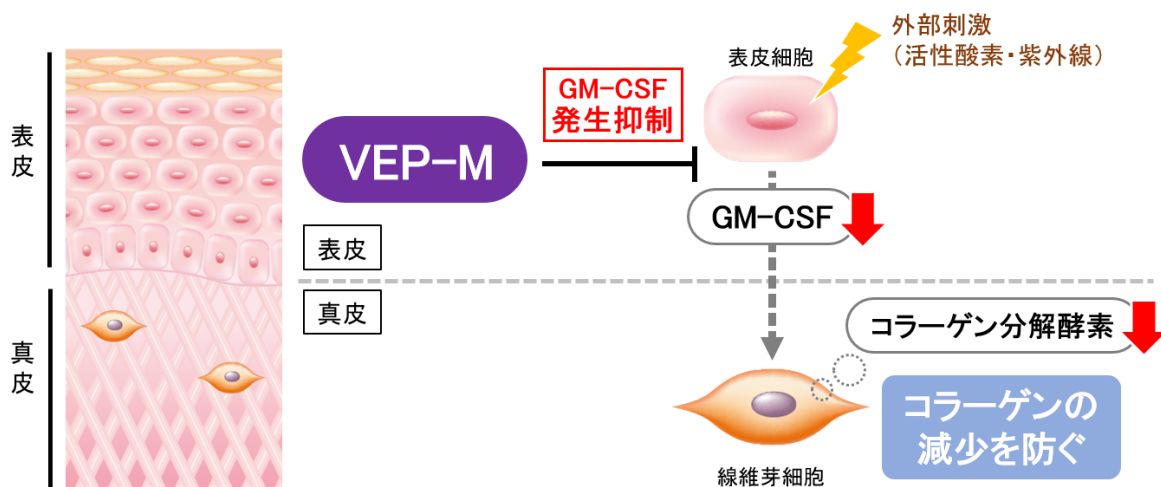 表皮
真皮
VEP-M
GM-CSF
発生抑制
表皮細胞
外部刺激
（活性酸素・紫外線）
GM-CSF
表皮
真皮
コラーゲン分解酵素
コラーゲンの
減少を防ぐ
線維芽細胞